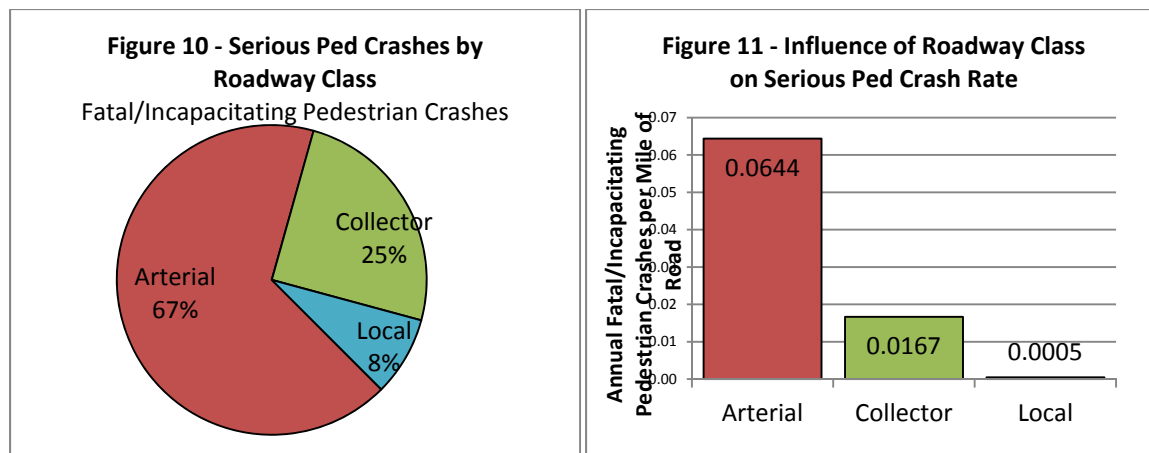 Figure 10 - Serious Ped Crashes by
Roadway Class
Fatal/Incapacitating Pedestrian Crashes
Collector
25%
Arterial
67%
Local
8%
Figure 11 - Influence of Roadway Class
on Serious Ped Crash Rate
Annual Fatal/Incapacitating
Pedestrian Crashes per Mile of
Road
0.07
0.06
0.05
0.04
0.03
0.02
0.01
0.00
0.0644
0.0167
0.0005
Arterial
Collector
Local